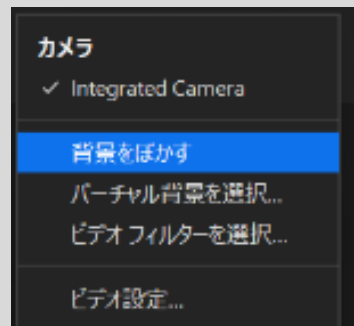 カメラ
✓ Integrated Camera
背景をぼかす
バーチャル背景を選択...
ビデオ フィルターを選択...
ビデオ設定...